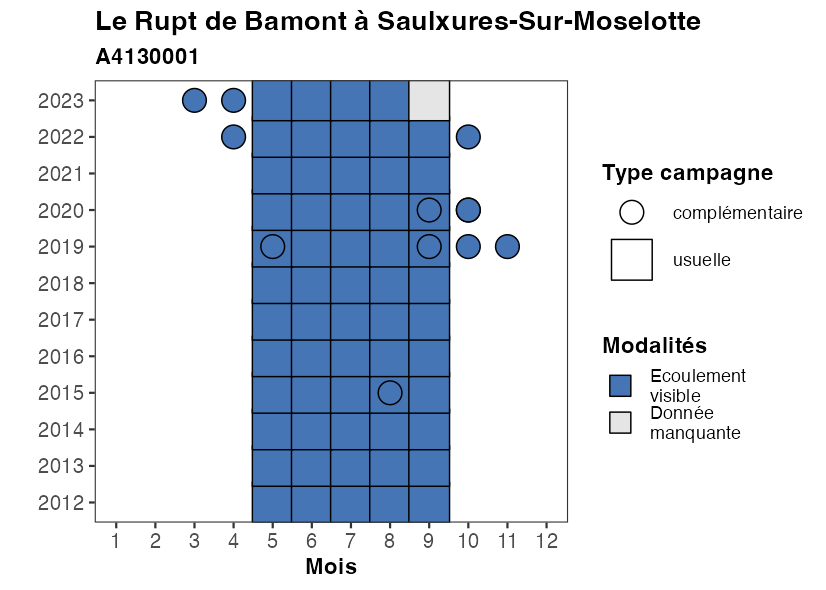 Le Rupt de Bamont à Saulxures-Sur-Moselotte
A4130001
2023
2022
2021
2020
2019
2018
2017
2016
2015
2014
2013
2012
1 2 3 4 5 6 7 8 9 10 11 12
Mois
Type campagne
complémentaire
usuelle
Modalités
Ecoulement
visible
Donnée
manquante